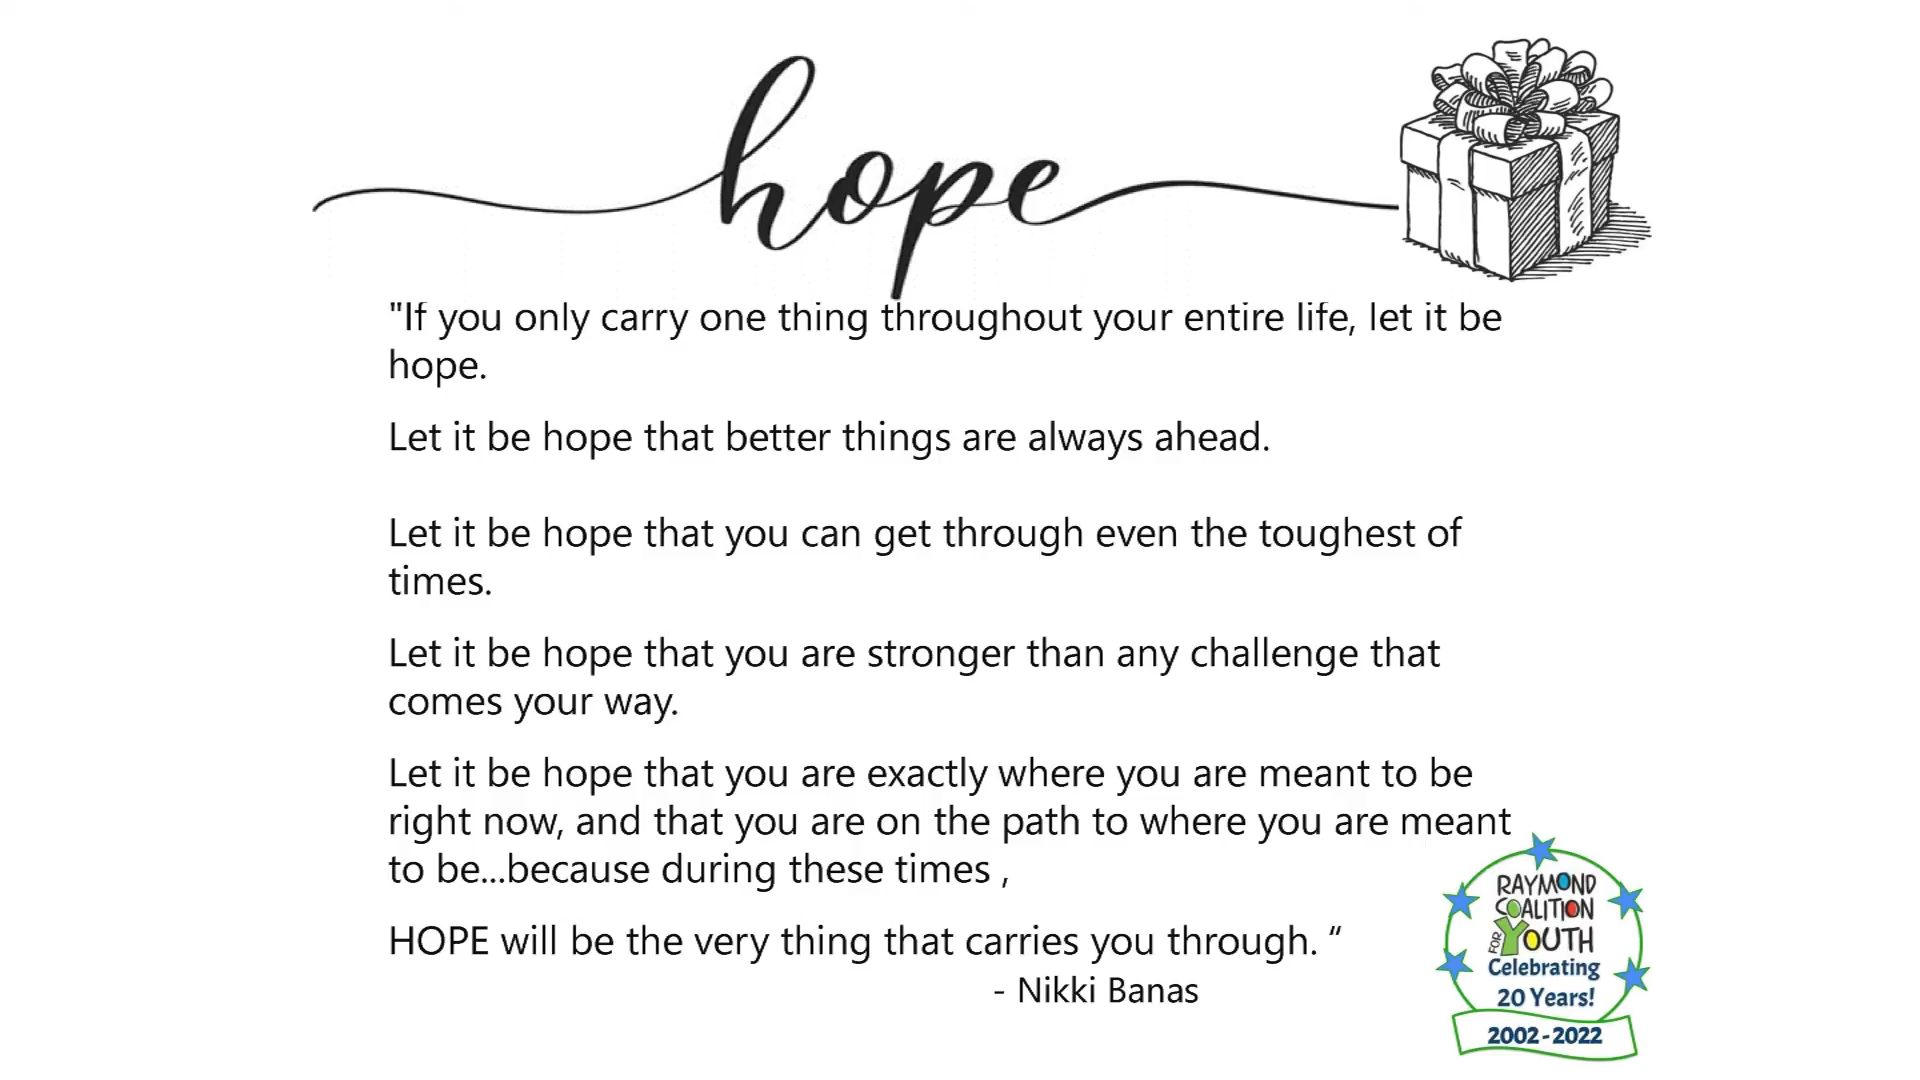 hope
"If you only carry one thing throughout your entire life, let it be
hope.
Let it be hope that better things are always ahead.
Let it be hope that you can get through even the toughest of
times.
Let it be hope that you are stronger than any challenge that
comes your way.
Let it be hope that you are exactly where you are meant to be
right now, and that you are on the path to where you are meant
to be...because during these times ,
HOPE will be the very thing that carries you through. “
- Nikki Banas
RAYMOND
COALITION
FOR YOUTH
Celebrating
20 Years!
2002-2022